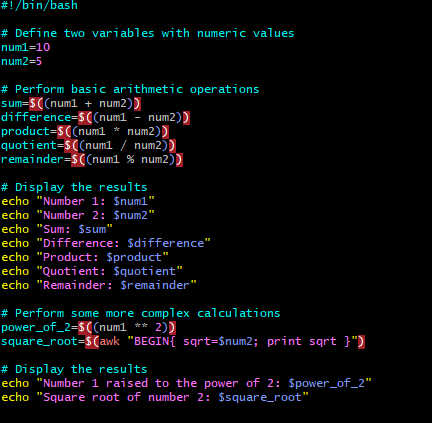 #!/bin/bash
# Define two variables with numeric values
num1=10
num2=5
# Perform basic arithmetic operations
sum=$((num1 + num2))
difference=$((num1 - num2))
product=$((num1 * num2))
quotient=$((num1 / num2))
remainder=$((num1 % num2))
# Display the results
echo "Number 1: $num1"
echo "Number 2: $num2"
echo "Sum: $sum"
echo "Difference: $difference"
echo "Product: $product"
echo "Quotient: $quotient"
echo "Remainder: $remainder"
# Perform some more complex calculations
power_of_2=$((num1 ** 2))
square_root=$(awk "BEGIN{ sqrt=$num2; print sqrt }")
# Display the results
echo "Number 1 raised to the power of 2: $power_of_2"
echo "Square root of number 2: $square_root"